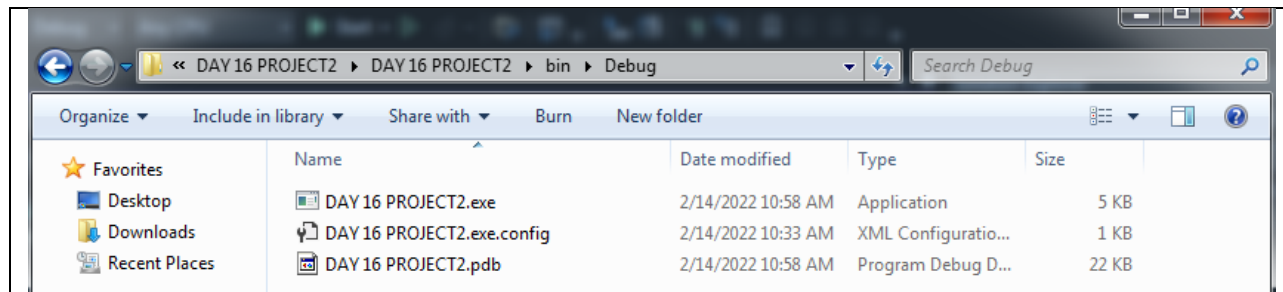 « DAY 16 PROJECT2 ▸ DAY 16 PROJECT2 ▸ bin ▸ Debug Search Debug
Organize Include in library Share with Burn New folder
Favorites
Desktop
Downloads
Recent Places
Name Date modified Type Size
DAY 16 PROJECT2.exe 2/14/2022 10:58 AM Application 5 KB
DAY 16 PROJECT2.exe.config 2/14/2022 10:33 AM XML Configuratio... 1 KB
DAY 16 PROJECT2.pdb 2/14/2022 10:58 AM Program Debug D... 22 KB